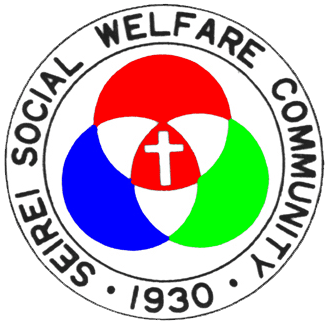 SEIREI SOCIAL WELFARE COMMUNITY
· 1930 ·